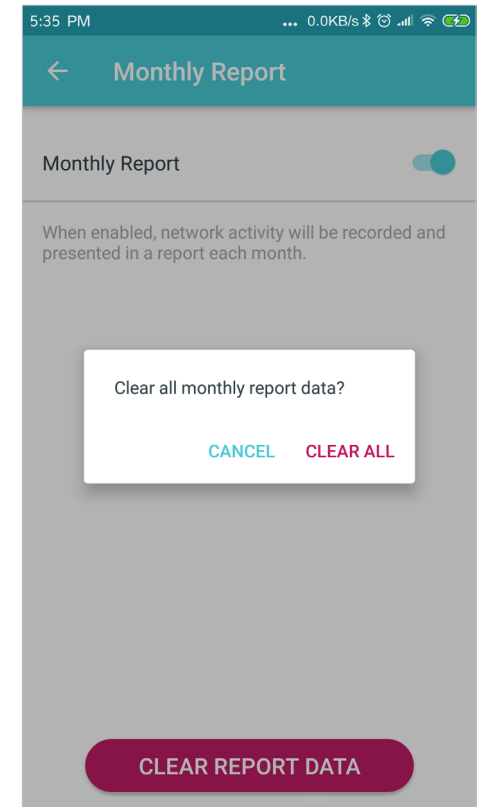 5:35 PM ... 0.0KB/s
Monthly Report
Monthly Report
When enabled, network activity will be recorded and
presented in a report each month.
Clear all monthly report data?
CANCEL CLEAR ALL
CLEAR REPORT DATA